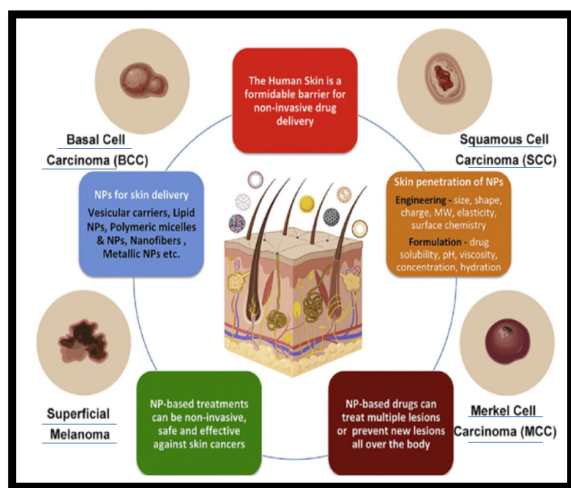 The Human Skin is a
formidable barrier for
non-invasive drug
delivery
Basal Cell
Carcinoma (BCC)
Squamous Cell
Carcinoma (SCC)
NPs for skin delivery
Vesicular carriers, Lipid
NPs, Polymeric micelles
& NPs, Nanofibers ,
Metallic NPs etc.
Skin penetration of NPs
Engineering - size, shape,
charge, MW, elasticity,
surface chemistry
Formulation - drug
solubility, pH, viscosity,
concentration, hydration
Superficial
Melanoma
NP-based treatments
can be non-invasive,
safe and effective
against skin cancers
NP-based drugs can
treat multiple lesions
or prevent new lesions
all over the body
Merkel Cell
Carcinoma (MCC)